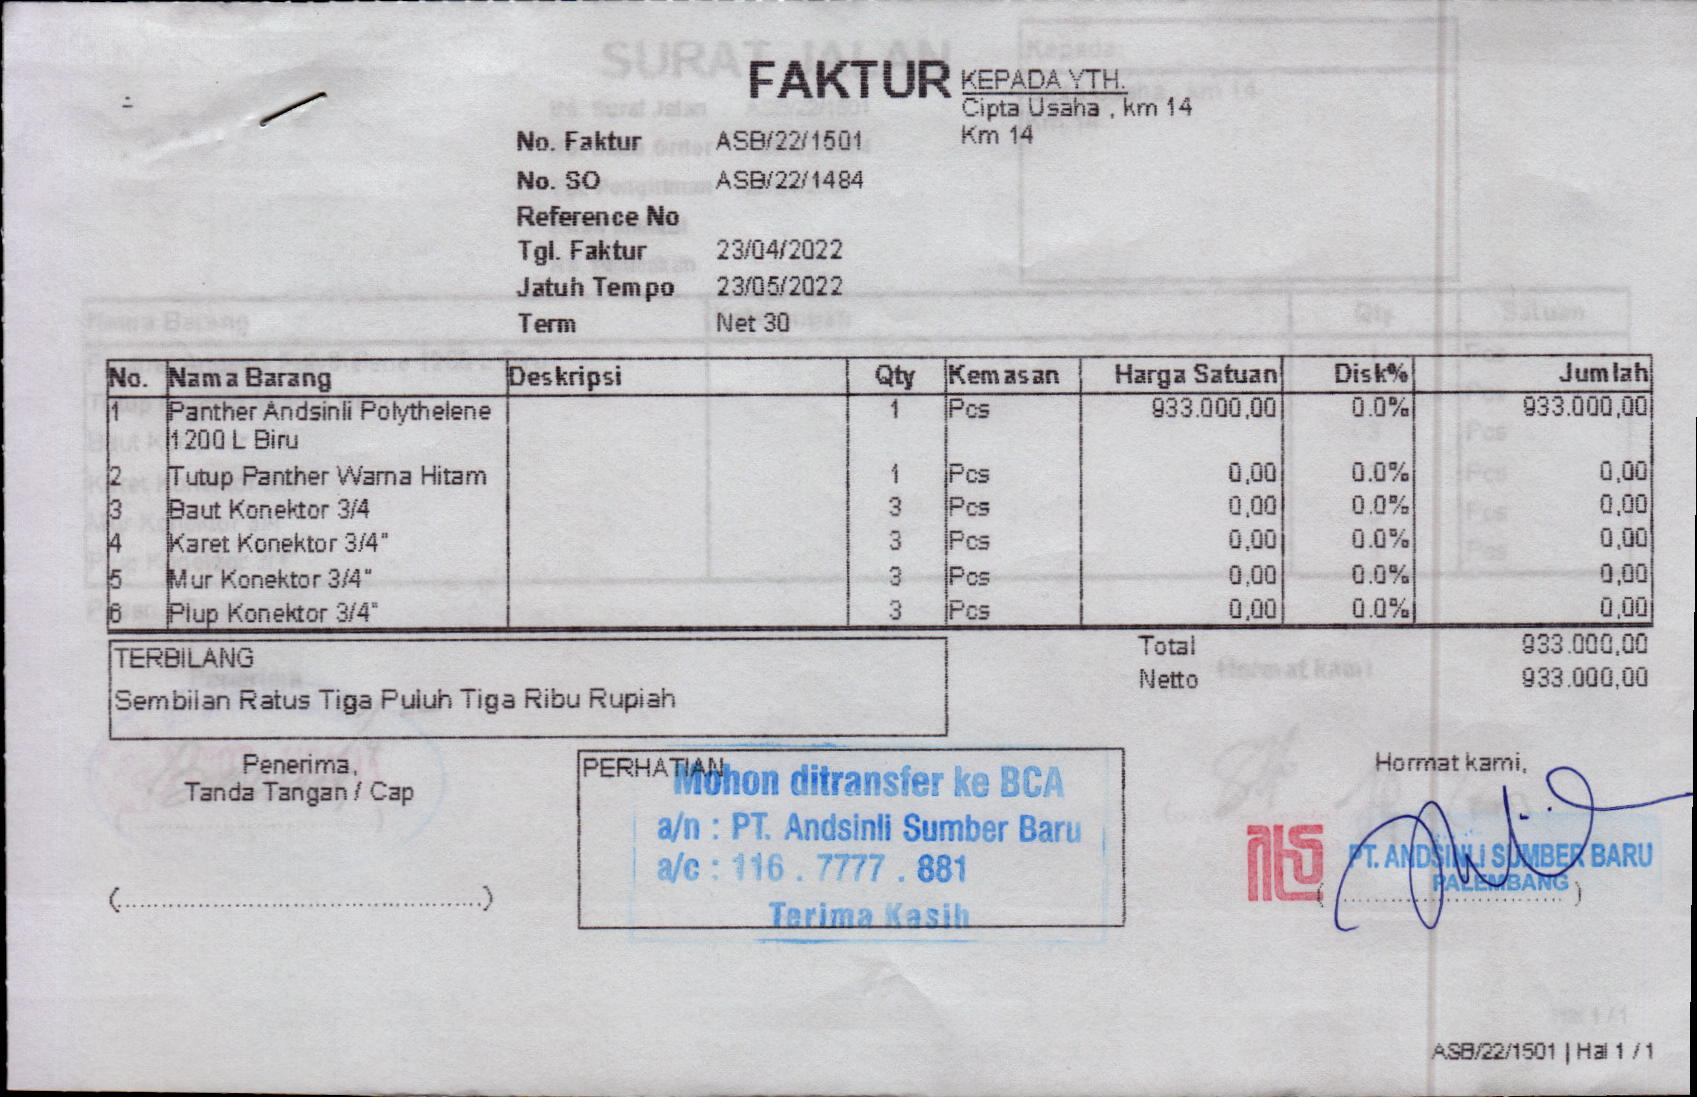 FAKTUR
KEPADA YTH.
Cipta Usaha , km 14
Km 14
No. Faktur ASB/22/1501
No. SO ASB/22/1484
Reference No
Tgl. Faktur 23/04/2022
Jatuh Tempo 23/05/2022
Term Net 30
No. Nama Barang Deskripsi Qty Kemasan Harga Satuan Disk% Jumlah
1 Panther Andsinli Polythelene 1 Pcs 933.000,00 0.0% 933.000,00
1200 L Biru
2 Tutup Panther Warna Hitam 1 Pcs 0,00 0.0% 0,00
3 Baut Konektor 3/4 3 Pcs 0,00 0.0% 0,00
4 Karet Konektor 3/4" 3 Pcs 0,00 0.0% 0,00
5 Mur Konektor 3/4" 3 Pcs 0,00 0.0% 0,00
6 Plup Konektor 3/4" 3 Pcs 0,00 0.0% 0,00
Total 933.000,00
Netto 933.000,00
TERBILANG
Sembilan Ratus Tiga Puluh Tiga Ribu Rupiah
Penerima,
Tanda Tangan / Cap
PERHATIAN
Mohon ditransfer ke BCA
a/n : PT. Andsinli Sumber Baru
a/c : 116 . 7777 . 881
Terima Kasih
Hormat kami,
PT. ANDSINLI SUMBER BARU
PALEMBANG
ASB/22/1501 | Hal 1 / 1